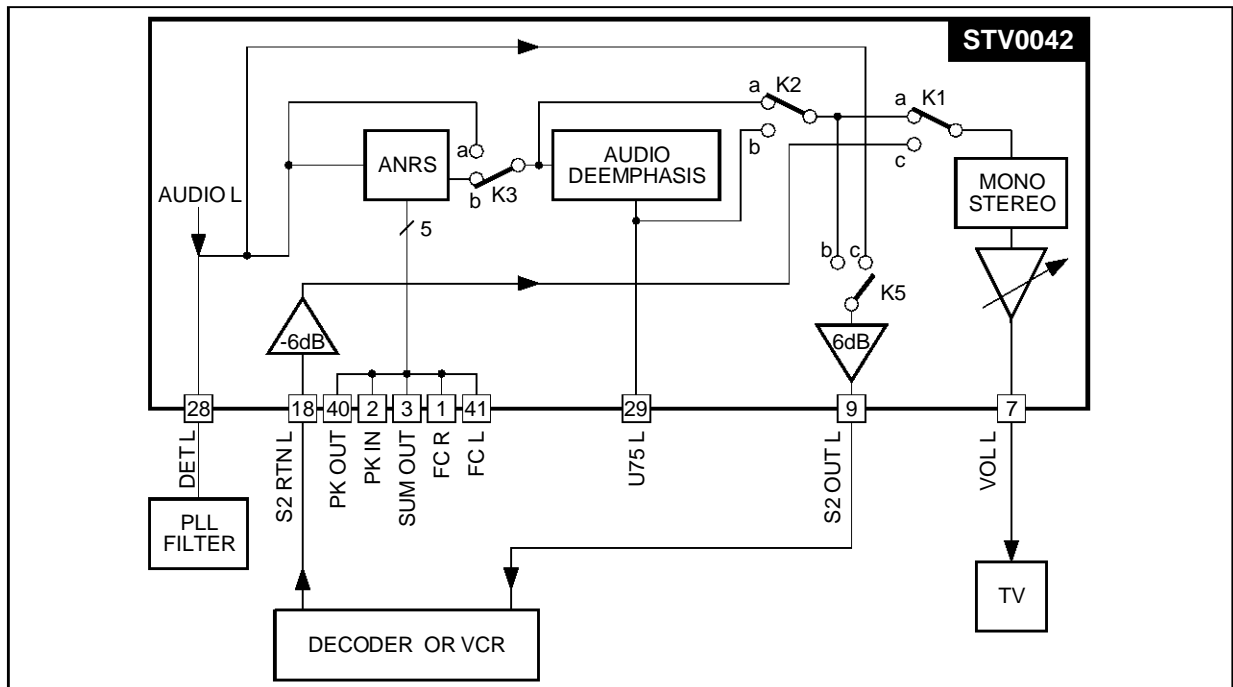 STV0042
a K2
a K1
b
c
a
ANRS
b
K3
AUDIO
DEEMPHASIS
MONO
STEREO
AUDIO L
5
b c
K5
-6dB
6dB
28
18
40
2
3
1
41
29
9
7
DET L
S2 RTN L
PK OUT
PK IN
SUM OUT
FC R
FC L
U75 L
S2 OUT L
VOL L
PLL
FILTER
TV
DECODER OR VCR